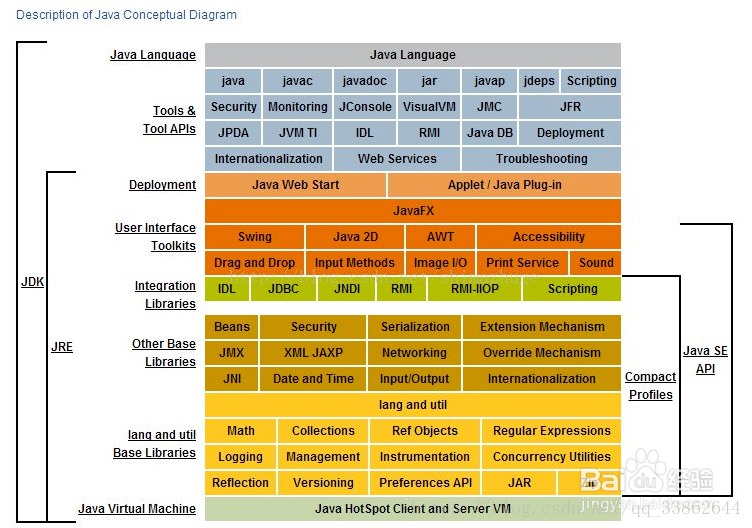 Description of Java Conceptual Diagram
Java Language Java Language
java javac javadoc jar javap jdeps Scripting
Tools & Tool APIs
Security Monitoring JConsole VisualVM JMC JFR
JPDA JVM TI IDL RMI Java DB Deployment
Internationalization Web Services Troubleshooting
Deployment Java Web Start Applet / Java Plug-in
JavaFX
User Interface Toolkits
Swing Java 2D AWT Accessibility
Drag and Drop Input Methods Image I/O Print Service Sound
JDK
Integration Libraries
IDL JDBC JNDI RMI RMI-IIOP Scripting
JRE
Other Base Libraries
Beans Security Serialization Extension Mechanism
JMX XML JAXP Networking Override Mechanism
JNI Date and Time Input/Output Internationalization
Java SE API
Compact Profiles
lang and util
lang and util Base Libraries
Math Collections Ref Objects Regular Expressions
Logging Management Instrumentation Concurrency Utilities
Reflection Versioning Preferences API JAR Zip
Java Virtual Machine Java HotSpot Client and Server VM
Bai 经验